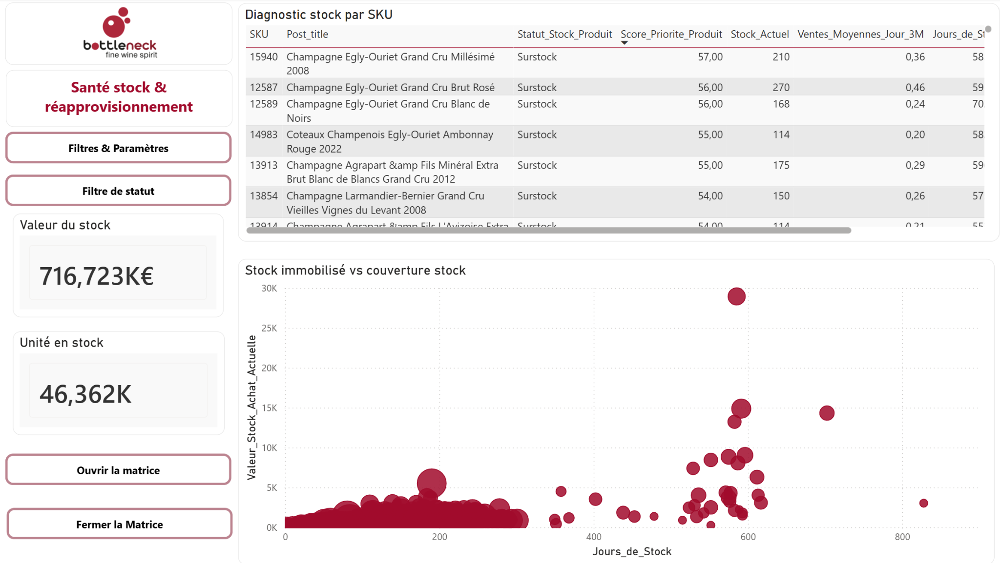 bottleneck
fine wine spirit
Santé stock &
réapprovisionnement
Filtres & Paramètres
Filtre de statut
Valeur du stock
716,723K€
Unité en stock
46,362K
Ouvrir la matrice
Fermer la Matrice
Diagnostic stock par SKU
SKU Post_title Statut_Stock_Produit Score_Priorite_Produit Stock_Actuel Ventes_Moyennes_Jour_3M Jours_de_St
15940 Champagne Egly-Ouriet Grand Cru Millésimé Surstock 57,00 210 0,36 58
2008
12587 Champagne Egly-Ouriet Grand Cru Brut Rosé Surstock 56,00 270 0,46 59
12589 Champagne Egly-Ouriet Grand Cru Blanc de Surstock 56,00 168 0,24 70
Noirs
14983 Coteaux Champenois Egly-Ouriet Ambonnay Surstock 55,00 114 0,20 58
Rouge 2022
13913 Champagne Agrapart &amp Fils Minéral Extra Surstock 55,00 175 0,29 59
Brut Blanc de Blancs Grand Cru 2012
13854 Champagne Larmandier-Bernier Grand Cru Surstock 54,00 150 0,26 57
Vieilles Vignes du Levant 2008
13914 Champagne Agrapart &amp Fils L'Avizoise Extra Surstock 54,00 114 0,21 55
Stock immobilisé vs couverture stock
Valeur_Stock_Achat_Actuelle
30K
25K
20K
15K
10K
5K
0K
0 200 400 600 800
Jours_de_Stock